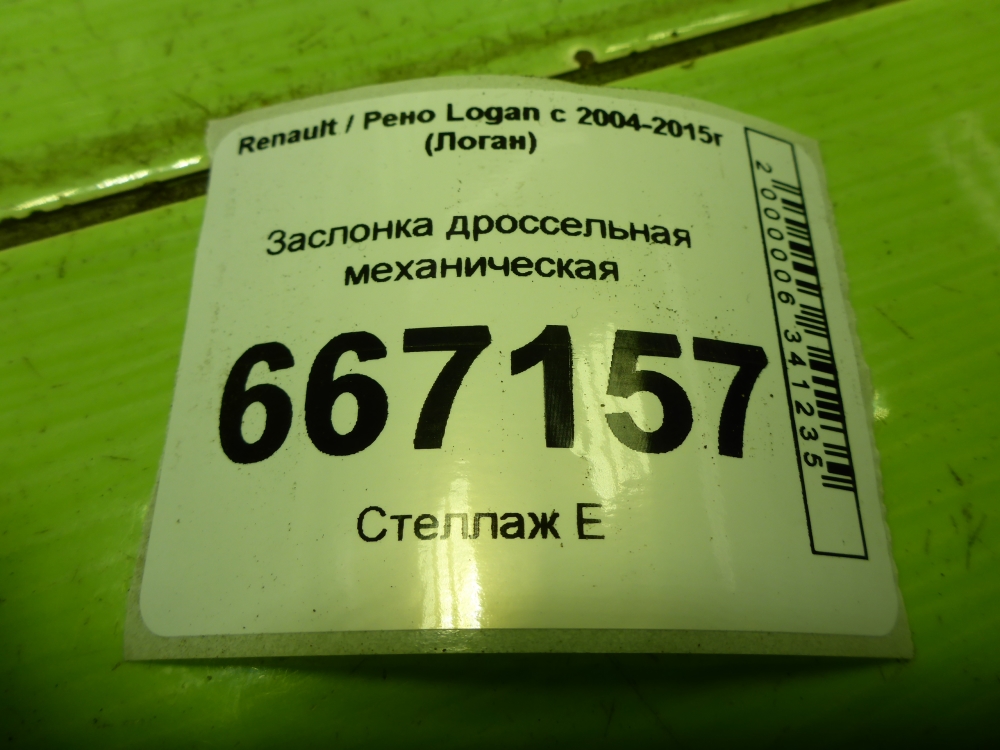 Renault / Рено Logan с 2004-2015г
(Логан)
Заслонка дроссельная
механическая
667157
Стеллаж Е
2000006341235